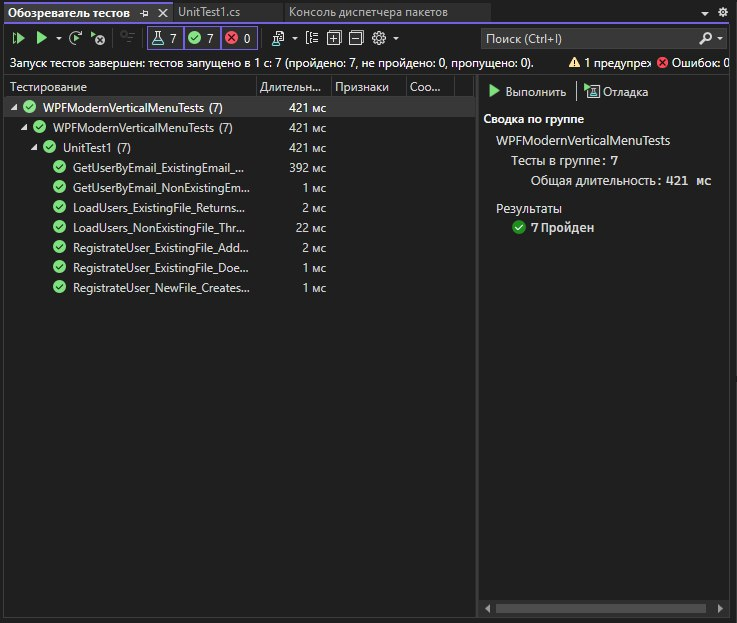 Обозреватель тестов UnitTest1.cs Консоль диспетчера пакетов
7 7 0 Поиск (Ctrl+I)
Запуск тестов завершен: тестов запущено в 1 с: 7 (пройдено: 7, не пройдено: 0, пропущено: 0). 1 предупреx Ошибок: 0
Тестирование Длительн... Признаки Соо...
WPFModernVerticalMenuTests (7) 421 мс
WPFModernVerticalMenuTests (7) 421 мс
UnitTest1 (7) 421 мс
GetUserByEmail_ExistingEmail_... 392 мс
GetUserByEmail_NonExistingEm... 1 мс
LoadUsers_ExistingFile_Returns... 2 мс
LoadUsers_NonExistingFile_Thr... 22 мс
RegistrateUser_ExistingFile_Add... 2 мс
RegistrateUser_ExistingFile_Doe... 1 мс
RegistrateUser_NewFile_Creates... 1 мс
Выполнить Отладка
Сводка по группе
WPFModernVerticalMenuTests
Тесты в группе: 7
Общая длительность: 421 мс
Результаты
7 Пройден